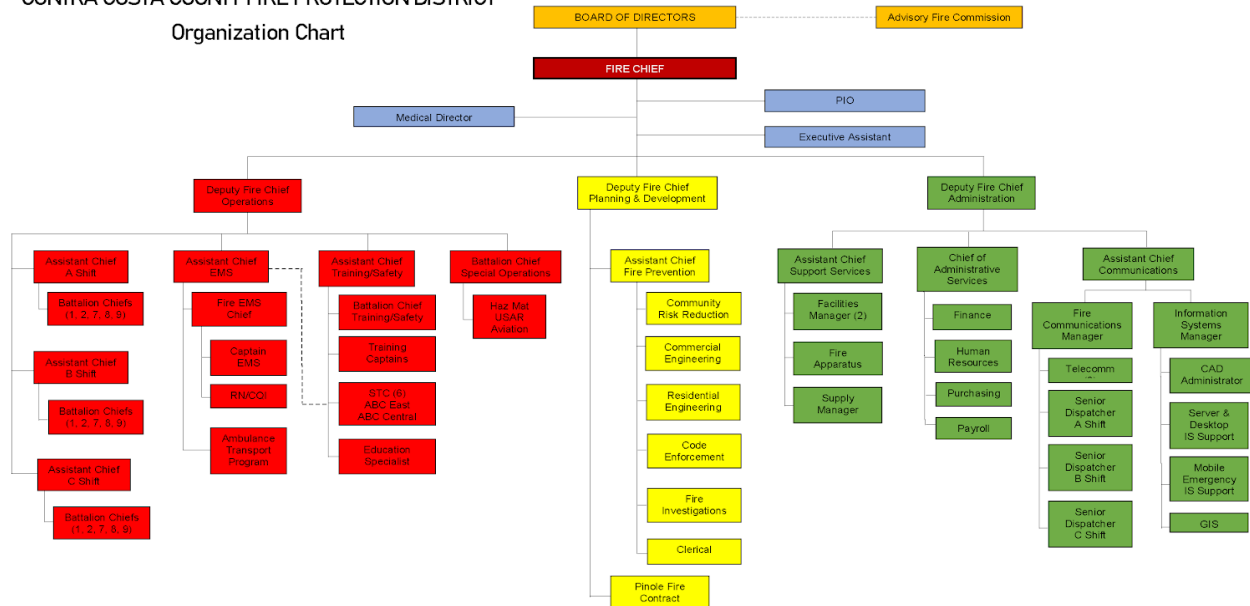 CONTRA COSTA COUNTY FIRE PROTECTION DISTRICT
Organization Chart
BOARD OF DIRECTORS
Advisory Fire Commission
FIRE CHIEF
PIO
Medical Director
Executive Assistant
Deputy Fire Chief
Operations
Deputy Fire Chief
Planning & Development
Deputy Fire Chief
Administration
Assistant Chief
A Shift
Battalion Chiefs
(1, 2, 7, 8, 9)
Assistant Chief
B Shift
Battalion Chiefs
(1, 2, 7, 8, 9)
Assistant Chief
C Shift
Battalion Chiefs
(1, 2, 7, 8, 9)
Assistant Chief
EMS
Fire EMS
Chief
Captain
EMS
RN/CQI
Ambulance
Transport
Program
Assistant Chief
Training/Safety
Battalion Chief
Training/Safety
Training
Captains
STC (6)
ABC East
ABC Central
Education
Specialist
Battalion Chief
Special Operations
Haz Mat
USAR
Aviation
Assistant Chief
Fire Prevention
Community
Risk Reduction
Commercial
Engineering
Residential
Engineering
Code
Enforcement
Fire
Investigations
Clerical
Pinole Fire
Contract
Assistant Chief
Support Services
Facilities
Manager (2)
Fire
Apparatus
Supply
Manager
Chief of
Administrative
Services
Finance
Human
Resources
Purchasing
Payroll
Assistant Chief
Communications
Fire
Communications
Manager
Telecomm
Senior
Dispatcher
A Shift
Senior
Dispatcher
B Shift
Senior
Dispatcher
C Shift
Information
Systems
Manager
CAD
Administrator
Server &
Desktop
IS Support
Mobile
Emergency
IS Support
GIS